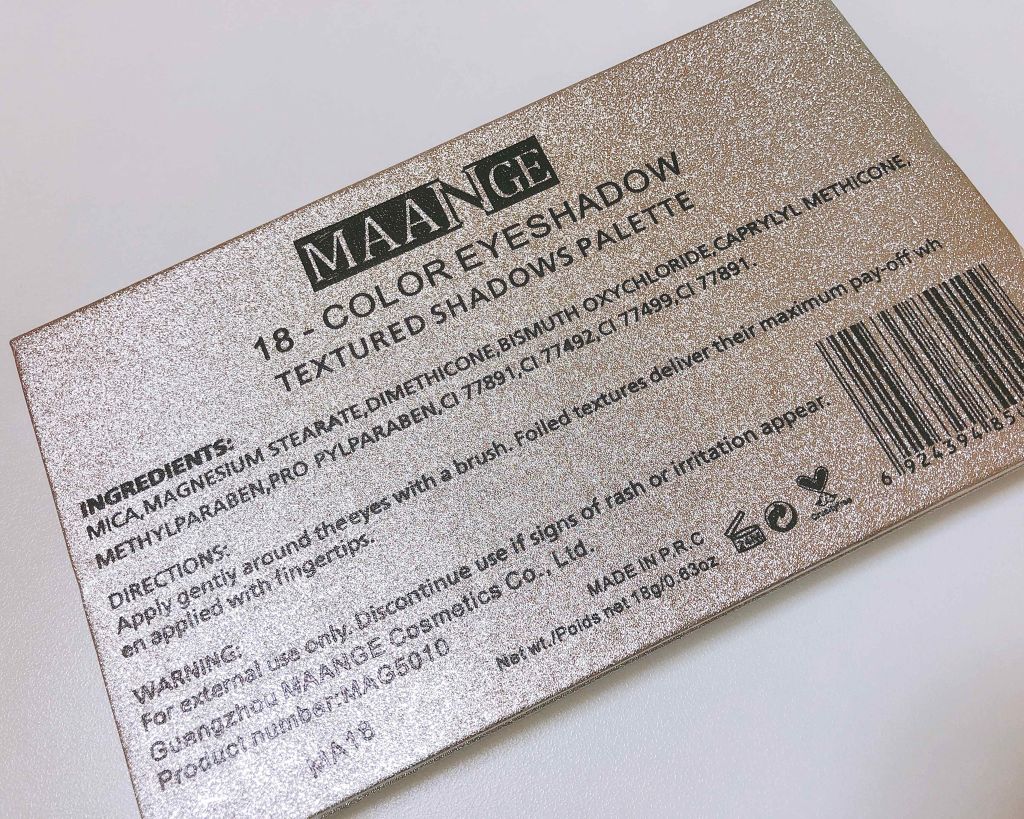 MAANGE
18 - COLOR EYESHADOW
TEXTURED SHADOWS PALETTE
INGREDIENTS:
MICA,MAGNESIUM STEARATE,DIMETHICONE,BISMUTH OXYCHLORIDE,CAPRYLYL METHICONE,
METHYLPARABEN,PRO PYLPARABEN,CI 77891,CI 77492,CI 77499,CI 77891.
DIRECTIONS:
Apply gently around theeyes with a brush. Foiled textures deliver their maximum pay-off wh
en applied with fingertips.
WARNING:
For external use only. Discontinue use if signs of rash or irritation appear.
Guangzhou MAANGE Cosmetics Co., Ltd.
Product number:MAG5010
MA18
MADE IN P.R.C
Net wt./Poids net 18g/0.63oz
24M
6 924394185